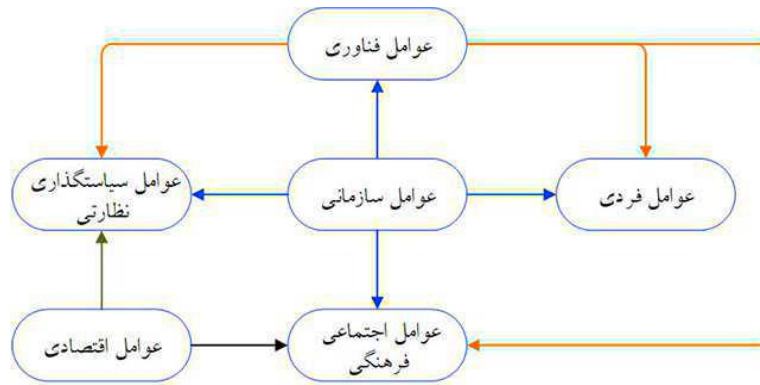 عوامل فناوری
عوامل سیاستگذاری
نظارتی
عوامل سازمانی
عوامل فردی
عوامل اقتصادی
عوامل اجتماعی
فرهنگی